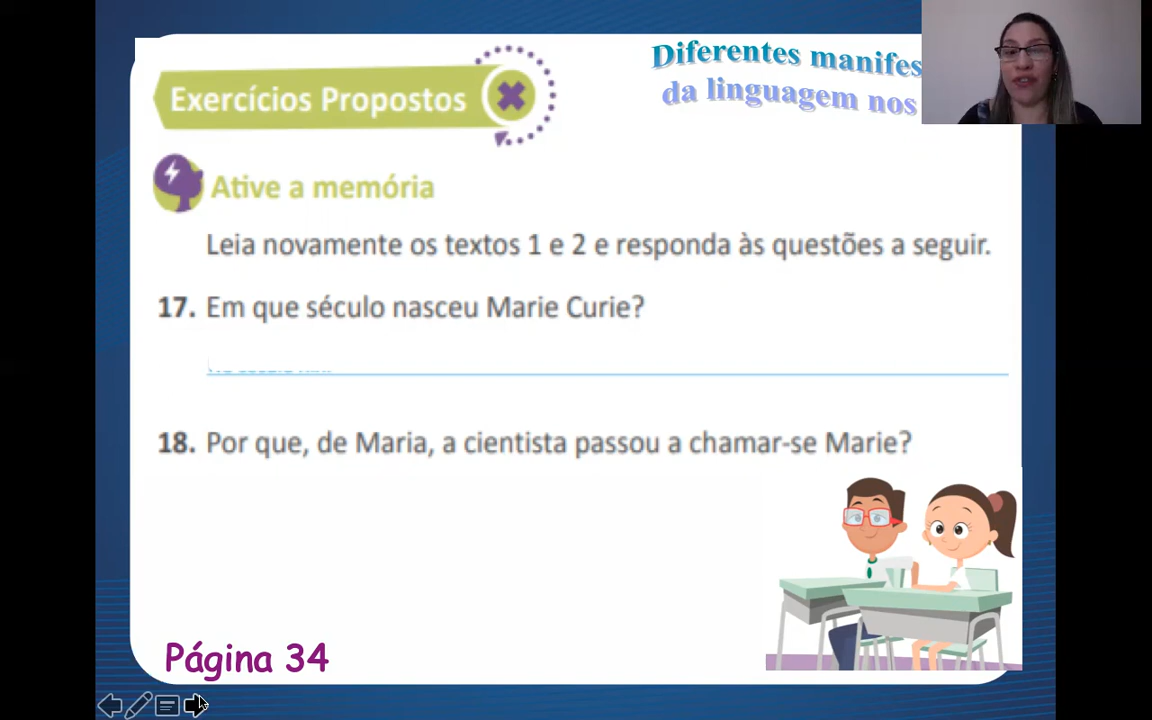 Diferentes manifes
da linguagem nos
Exercícios Propostos
Ative a memória
Leia novamente os textos 1 e 2 e responda às questões a seguir.
17. Em que século nasceu Marie Curie?
18. Por que, de Maria, a cientista passou a chamar-se Marie?
Página 34